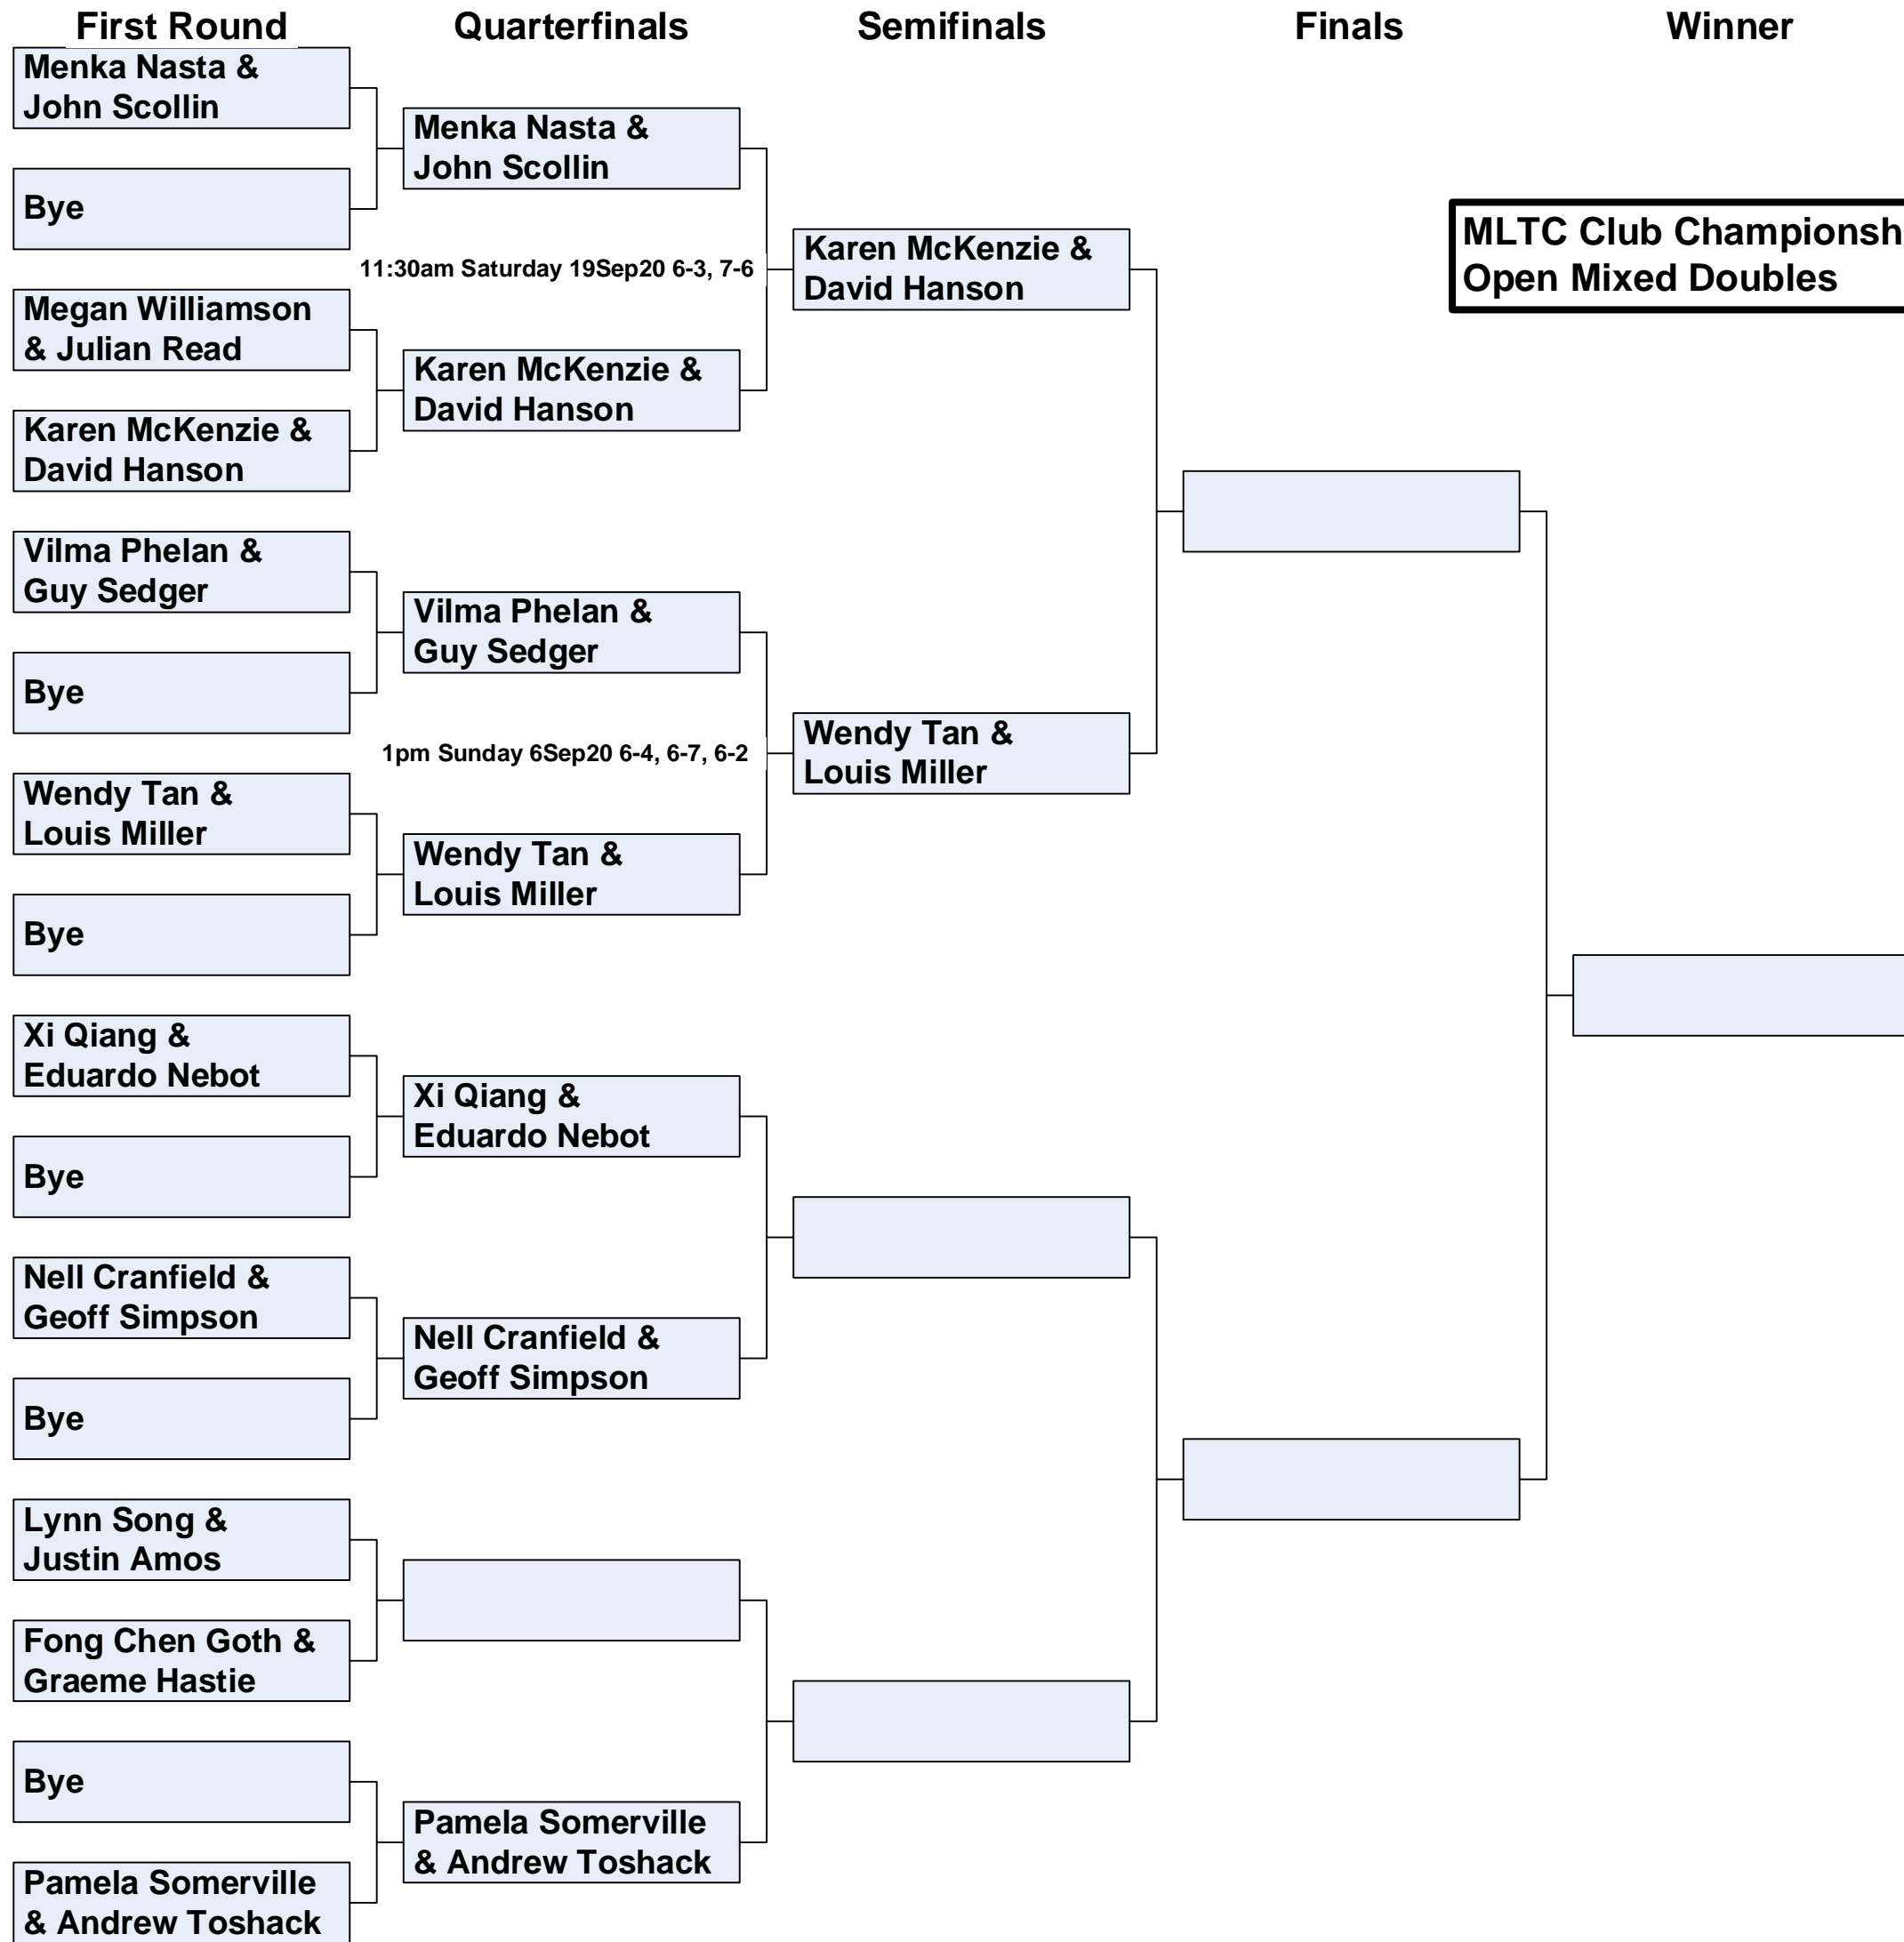 First Round
Quarterfinals
Semifinals
Finals
Winner
Menka Nasta &
John Scollin
Bye
Megan Williamson
& Julian Read
Karen McKenzie &
David Hanson
Vilma Phelan &
Guy Sedger
Bye
Wendy Tan &
Louis Miller
Bye
Xi Qiang &
Eduardo Nebot
Bye
Nell Cranfield &
Geoff Simpson
Bye
Lynn Song &
Justin Amos
Fong Chen Goth &
Graeme Hastie
Bye
Pamela Somerville
& Andrew Toshack
Menka Nasta &
John Scollin
11:30am Saturday 19Sep20 6-3, 7-6
Karen McKenzie &
David Hanson
Vilma Phelan &
Guy Sedger
1pm Sunday 6Sep20 6-4, 6-7, 6-2
Wendy Tan &
Louis Miller
Xi Qiang &
Eduardo Nebot
Nell Cranfield &
Geoff Simpson
Pamela Somerville
& Andrew Toshack
Karen McKenzie &
David Hanson
Wendy Tan &
Louis Miller
MLTC Club Championsh
Open Mixed Doubles